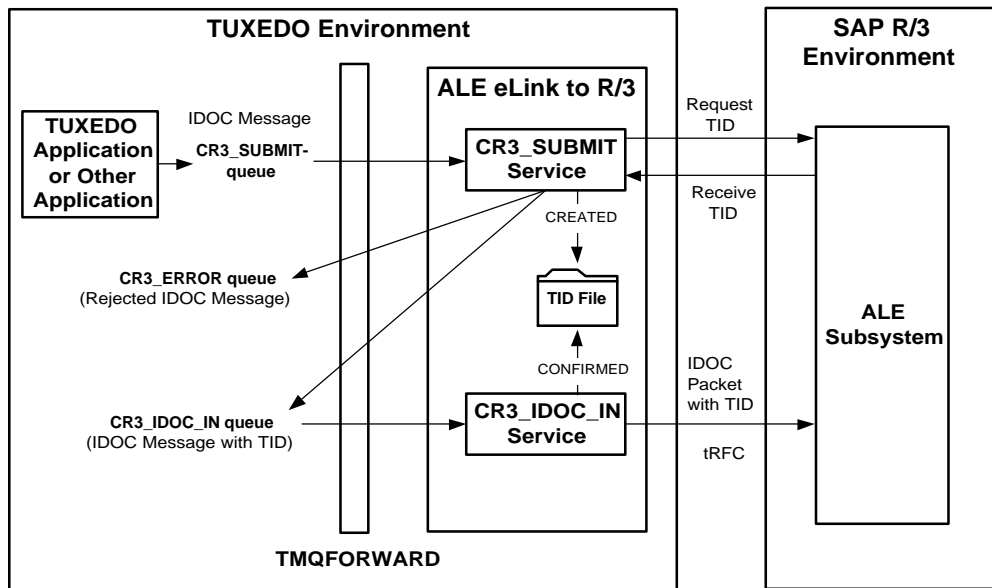 TUXEDO Environment
SAP R/3
Environment
ALE eLink to R/3
TUXEDO
Application
or Other
Application
IDOC Message
CR3_SUBMIT-
queue
CR3_SUBMIT
Service
Request
TID
Receive
TID
CREATED
CR3_ERROR queue
(Rejected IDOC Message)
TID File
ALE
Subsystem
CONFIRMED
IDOC
Packet
with TID
CR3_IDOC_IN queue
(IDOC Message with TID)
CR3_IDOC_IN
Service
tRFC
TMQFORWARD